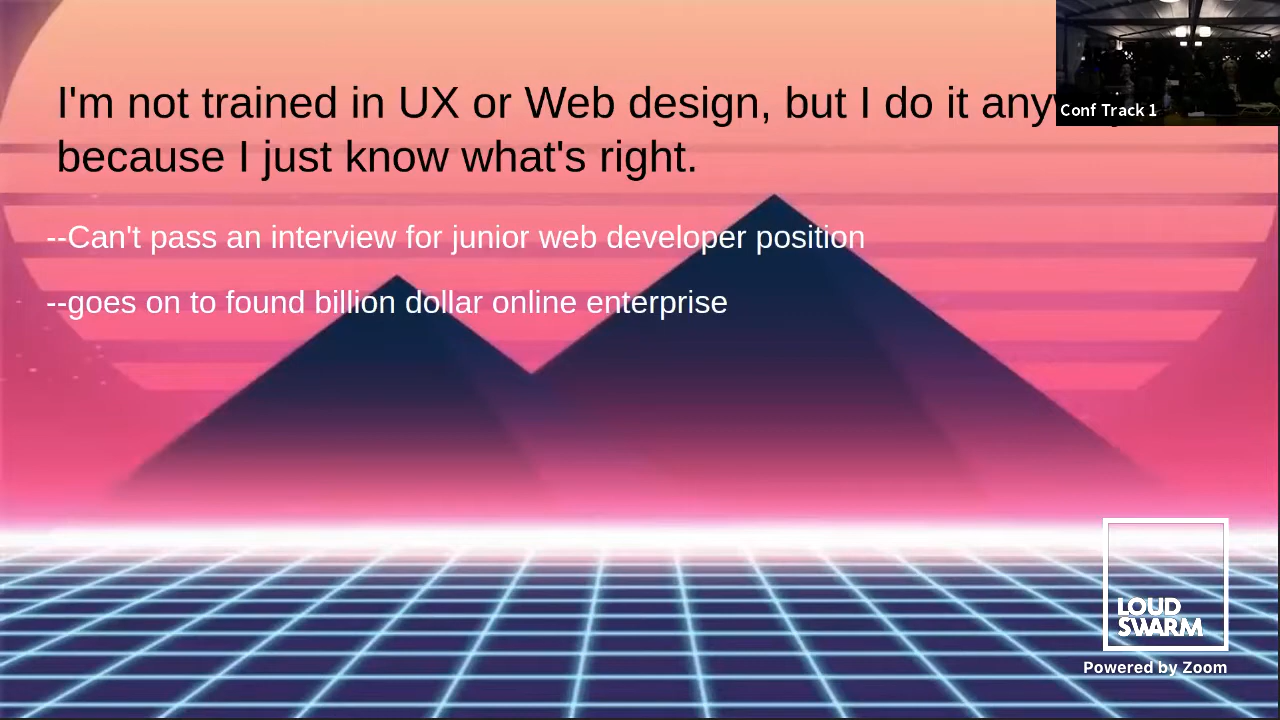 I'm not trained in UX or Web design, but I do it
because I just know what's right.
--Can't pass an interview for junior web developer position
--goes on to found billion dollar online enterprise
Conf Track 1
LOUD
SWARM
Powered by Zoom